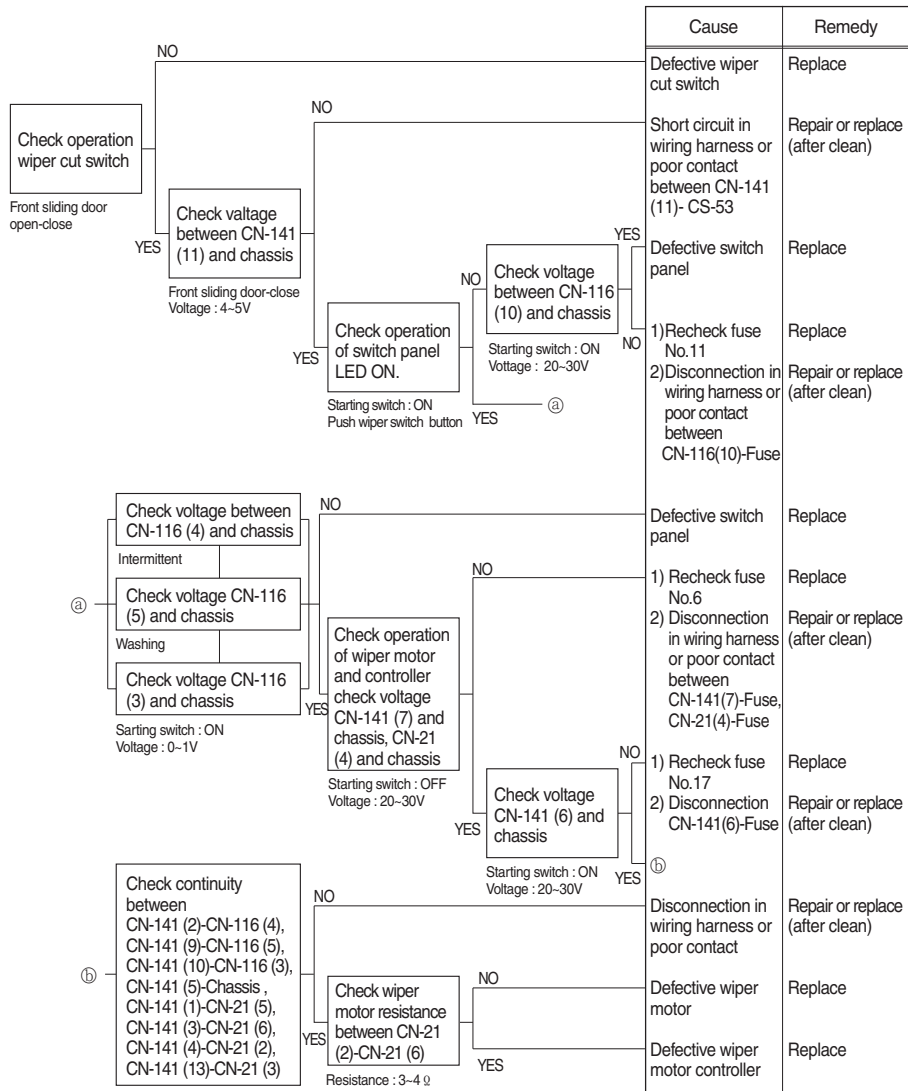 Cause
Remedy
NO
Defective wiper
cut switch
Replace
Check operation
wiper cut switch
Front sliding door
open-close
YES
NO
Short circuit in
wiring harness or
poor contact
between CN-141
(11)- CS-53
Repair or replace
(after clean)
Check valtage
between CN-141
(11) and chassis
Front sliding door-close
Voltage : 4~5V
YES
Check operation
of switch panel
LED ON.
Starting switch : ON
Push wiper switch button
NO
YES
ⓐ
Check voltage
between CN-116
(10) and chassis
Starting switch : ON
Vottage : 20~30V
YES
Defective switch
panel
Replace
NO
1)Recheck fuse
No.11
Replace
2)Disconnection in
wiring harness or
poor contact
between
CN-116(10)-Fuse
Repair or replace
(after clean)
ⓐ
Check voltage between
CN-116 (4) and chassis
Intermittent
Check voltage CN-116
(5) and chassis
Washing
Check voltage CN-116
(3) and chassis
Sarting switch : ON
Voltage : 0~1V
NO
Defective switch
panel
Replace
YES
Check operation
of wiper motor
and controller
check voltage
CN-141 (7) and
chassis, CN-21
(4) and chassis
Starting switch : OFF
Voltage : 20~30V
NO
1) Recheck fuse
No.6
Replace
2) Disconnection
in wiring harness
or poor contact
between
CN-141(7)-Fuse,
CN-21(4)-Fuse
Repair or replace
(after clean)
YES
Check voltage
CN-141 (6) and
chassis
Starting switch : ON
Voltage : 20~30V
NO
1) Recheck fuse
No.17
Replace
2) Disconnection
CN-141(6)-Fuse
Repair or replace
(after clean)
YES
ⓑ
ⓑ
Check continuity
between
CN-141 (2)-CN-116 (4),
CN-141 (9)-CN-116 (5),
CN-141 (10)-CN-116 (3),
CN-141 (5)-Chassis ,
CN-141 (1)-CN-21 (5),
CN-141 (3)-CN-21 (6),
CN-141 (4)-CN-21 (2),
CN-141 (13)-CN-21 (3)
NO
Disconnection in
wiring harness or
poor contact
Repair or replace
(after clean)
YES
Check wiper
motor resistance
between CN-21
(2)-CN-21 (6)
Resistance : 3~4 Ω
NO
Defective wiper
motor
Replace
YES
Defective wiper
motor controller
Replace